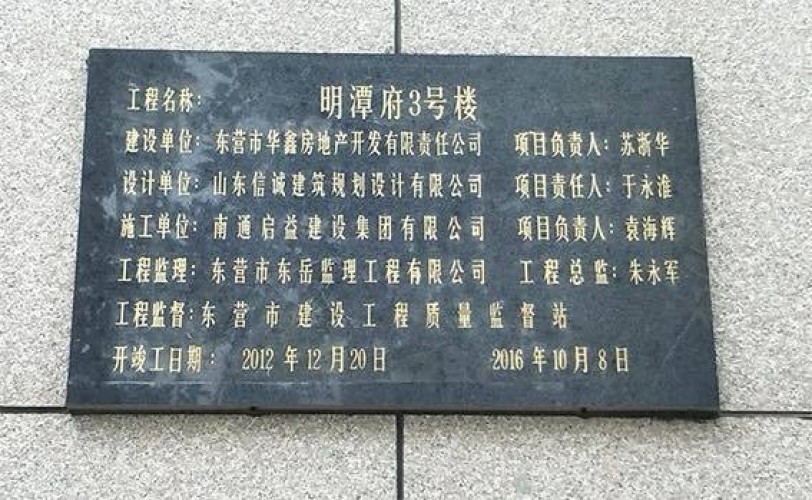 工程名称: 明潭府3号楼
建设单位: 东营市华鑫房地产开发有限责任公司 项目负责人: 苏浙华
设计单位: 山东信诚建筑规划设计有限公司 项目责任人: 于永淮
施工单位: 南通启益建设集团有限公司 项目负责人: 袁海辉
工程监理: 东营市东岳监理工程有限公司 工程总监: 朱永军
工程监督: 东营市建设工程质量监督站
开竣工日期: 2012年12月20日 2016年10月8日